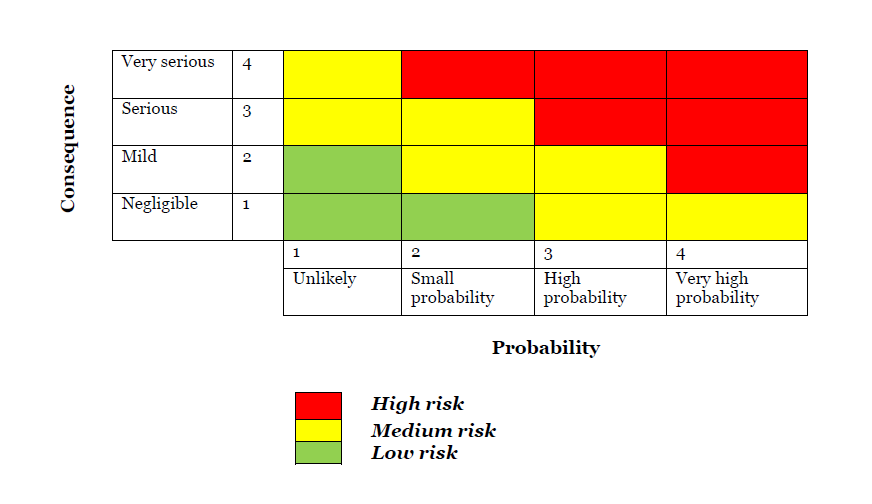 Consequence
Very serious 4
Serious 3
Mild 2
Negligible 1
1 2 3 4
Unlikely Small High Very high
probability probability probability
Probability
High risk
Medium risk
Low risk